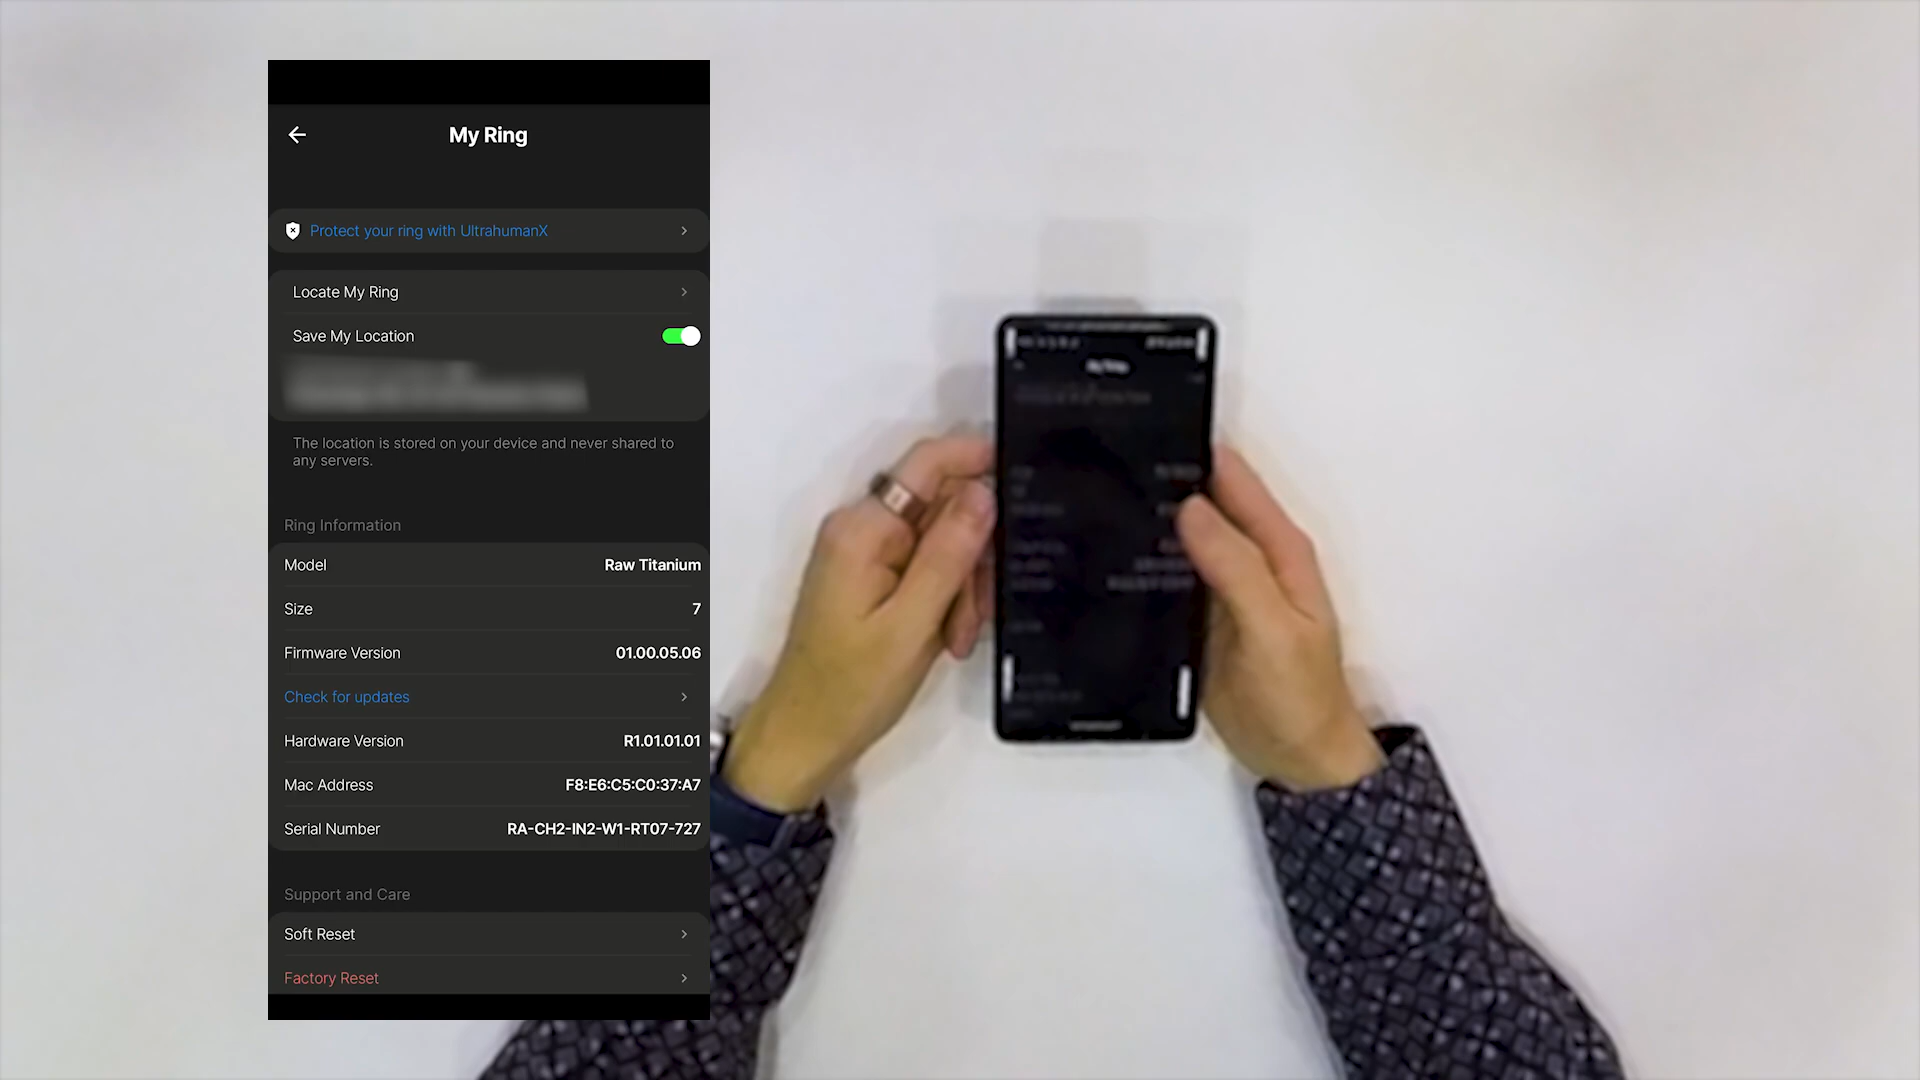 My Ring
Protect your ring with UltrahumanX
Locate My Ring
Save My Location
The location is stored on your device and never shared to
any servers.
Ring Information
Model Raw Titanium
Size 7
Firmware Version 01.00.05.06
Check for updates
Hardware Version R1.01.01.01
Mac Address F8:E6:C5:C0:37:A7
Serial Number RA-CH2-IN2-W1-RT07-727
Support and Care
Soft Reset
Factory Reset
My Ring